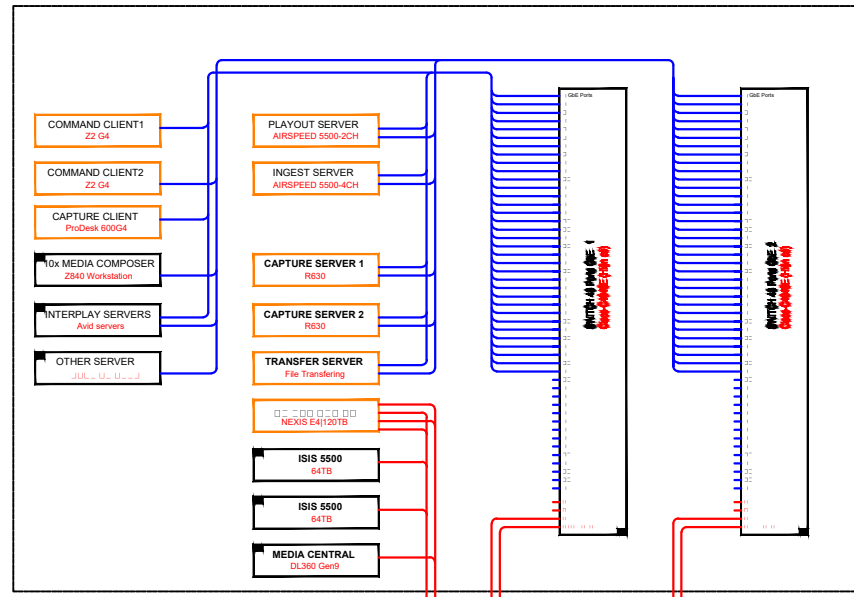 COMMAND CLIENT1
Z2 G4
COMMAND CLIENT2
Z2 G4
CAPTURE CLIENT
ProDesk 600G4
10x MEDIA COMPOSER
Z840 Workstation
INTERPLAY SERVERS
Avid servers
OTHER SERVER
PLAYOUT SERVER
AIRSPEED 5500-2CH
INGEST SERVER
AIRSPEED 5500-4CH
CAPTURE SERVER 1
R630
CAPTURE SERVER 2
R630
TRANSFER SERVER
File Transfering
NEXIS E4|120TB
ISIS 5500
64TB
ISIS 5500
64TB
MEDIA CENTRAL
DL360 Gen9
GbE Ports
GbE Ports